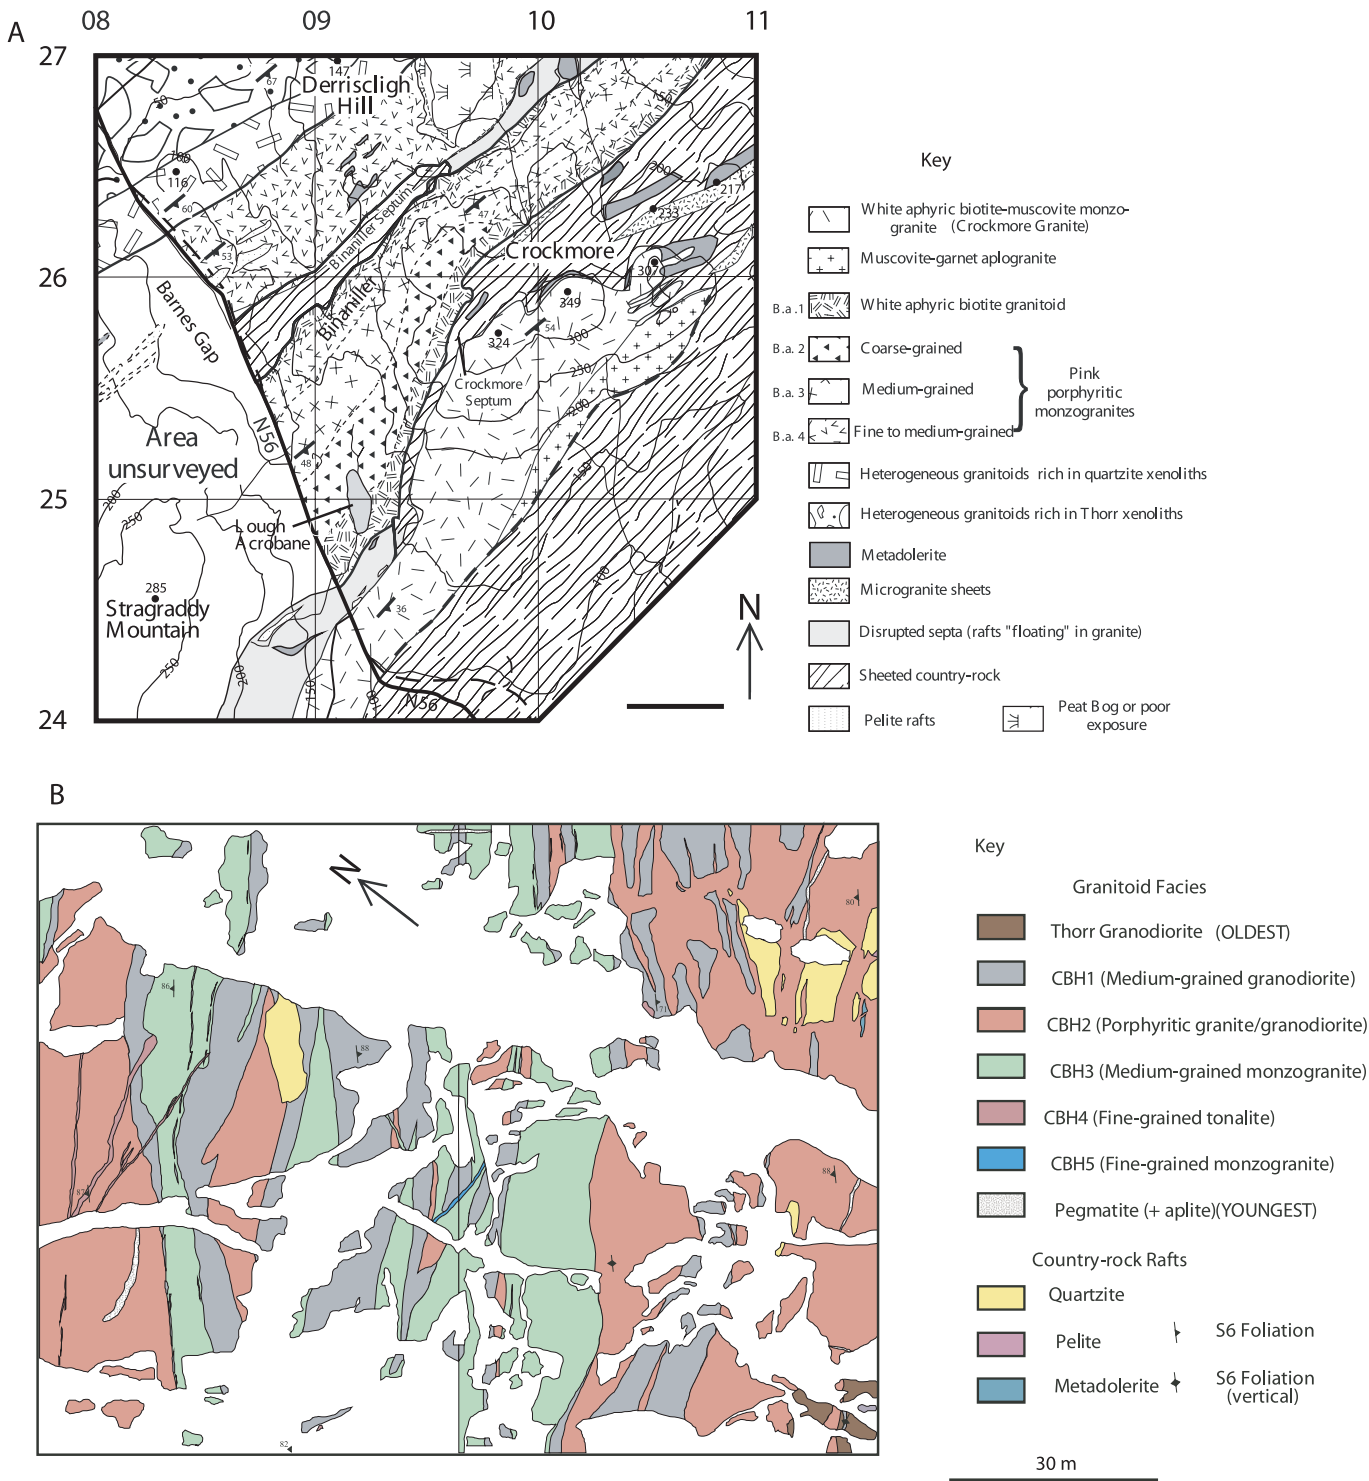 A
08 09 10 11
27
26
25
24
Derriscligh
Hill
147
67
50
100
116
60
53
150
200
217
233
47
Binaniller Septum
Binaniller
Crockmore
307
349
54
324
300
250
200
150
100
Crockmore
Septum
Barnes Gap
N56
Area
unsurveyed
200
250
48
Lough
Acrobane
285
Stragraddy
Mountain
250
200
150
100
36
N56
N
Key
White aphyric biotite-muscovite monzo-
granite (Crockmore Granite)
Muscovite-garnet aplogranite
B.a.1 White aphyric biotite granitoid
B.a. 2 Coarse-grained
B.a. 3 Medium-grained
B.a. 4 Fine to medium-grained
Pink
porphyritic
monzogranites
Heterogeneous granitoids rich in quartzite xenoliths
Heterogeneous granitoids rich in Thorr xenoliths
Metadolerite
Microgranite sheets
Disrupted septa (rafts "floating" in granite)
Sheeted country-rock
Pelite rafts
Peat Bog or poor
exposure
B
N
80
86
71
88
88
87
82
Key
Granitoid Facies
Thorr Granodiorite (OLDEST)
CBH1 (Medium-grained granodiorite)
CBH2 (Porphyritic granite/granodiorite)
CBH3 (Medium-grained monzogranite)
CBH4 (Fine-grained tonalite)
CBH5 (Fine-grained monzogranite)
Pegmatite (+ aplite)(YOUNGEST)
Country-rock Rafts
Quartzite
Pelite
Metadolerite
S6 Foliation
S6 Foliation
(vertical)
30 m